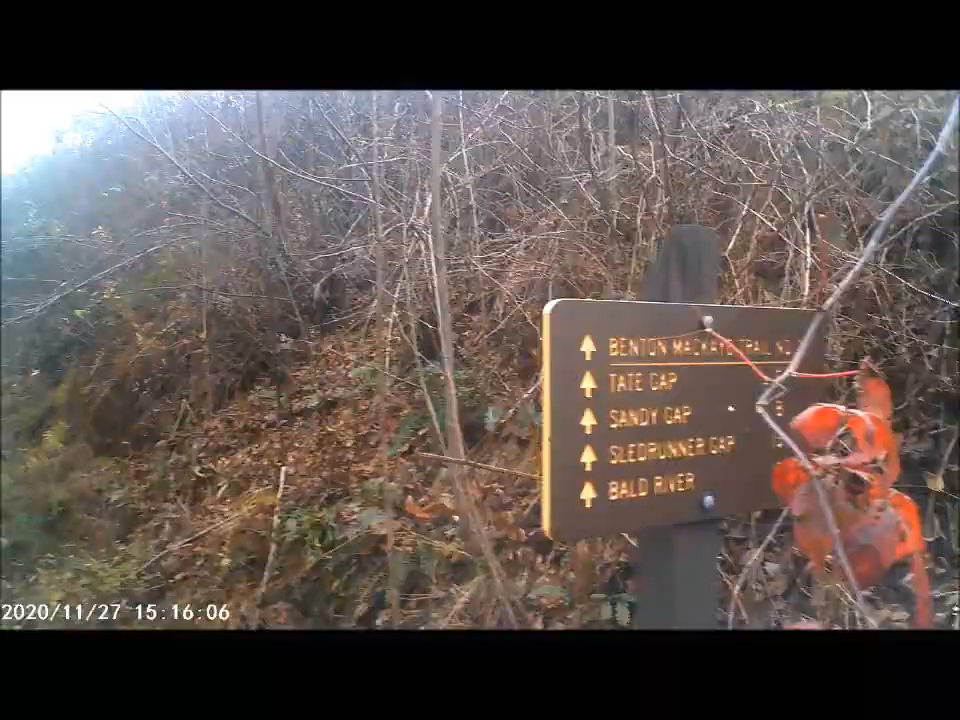 ↑ BENTON MACKAYE TRAIL NO
↑ TATE GAP
↑ SANDY GAP
↑ SLEDRUNNER GAP
↑ BALD RIVER
2020/11/27 15:16:06